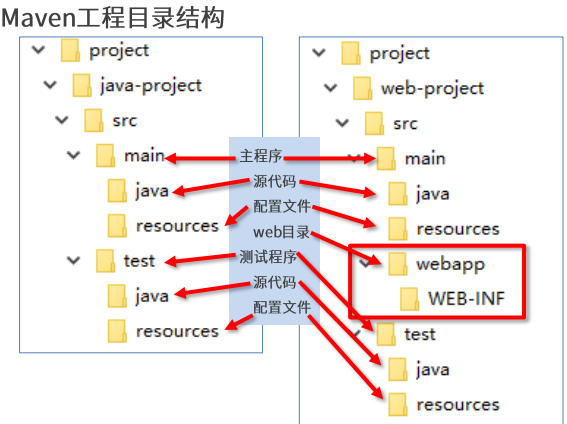 Maven工程目录结构
project
java-project
src
main
java
resources
test
java
resources
主程序
源代码
配置文件
web目录
测试程序
源代码
配置文件
project
web-project
src
main
java
resources
webapp
WEB-INF
test
java
resources